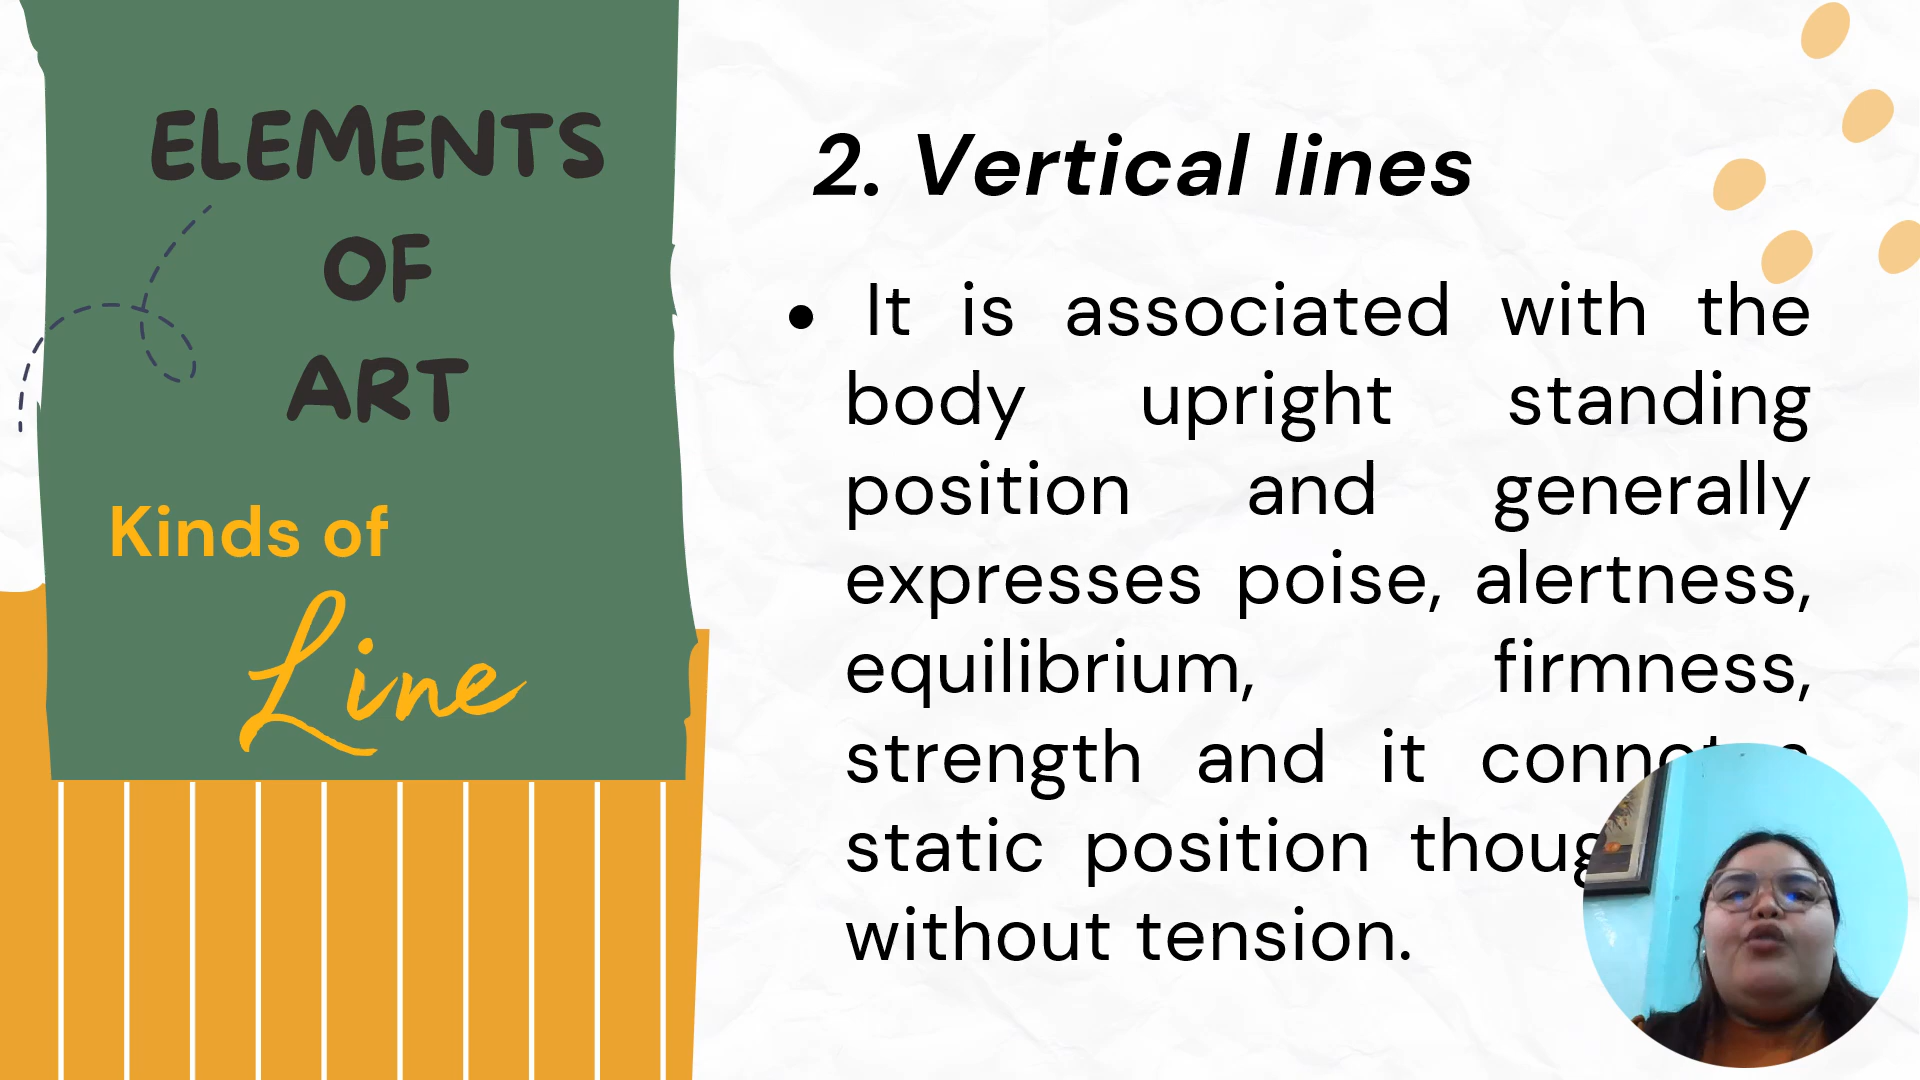 ELEMENTS
OF
ART
Kinds of
Line
2. Vertical lines
• It is associated with the
body upright standing
position and generally
expresses poise, alertness,
equilibrium, firmness,
strength and it
static position
without tension.